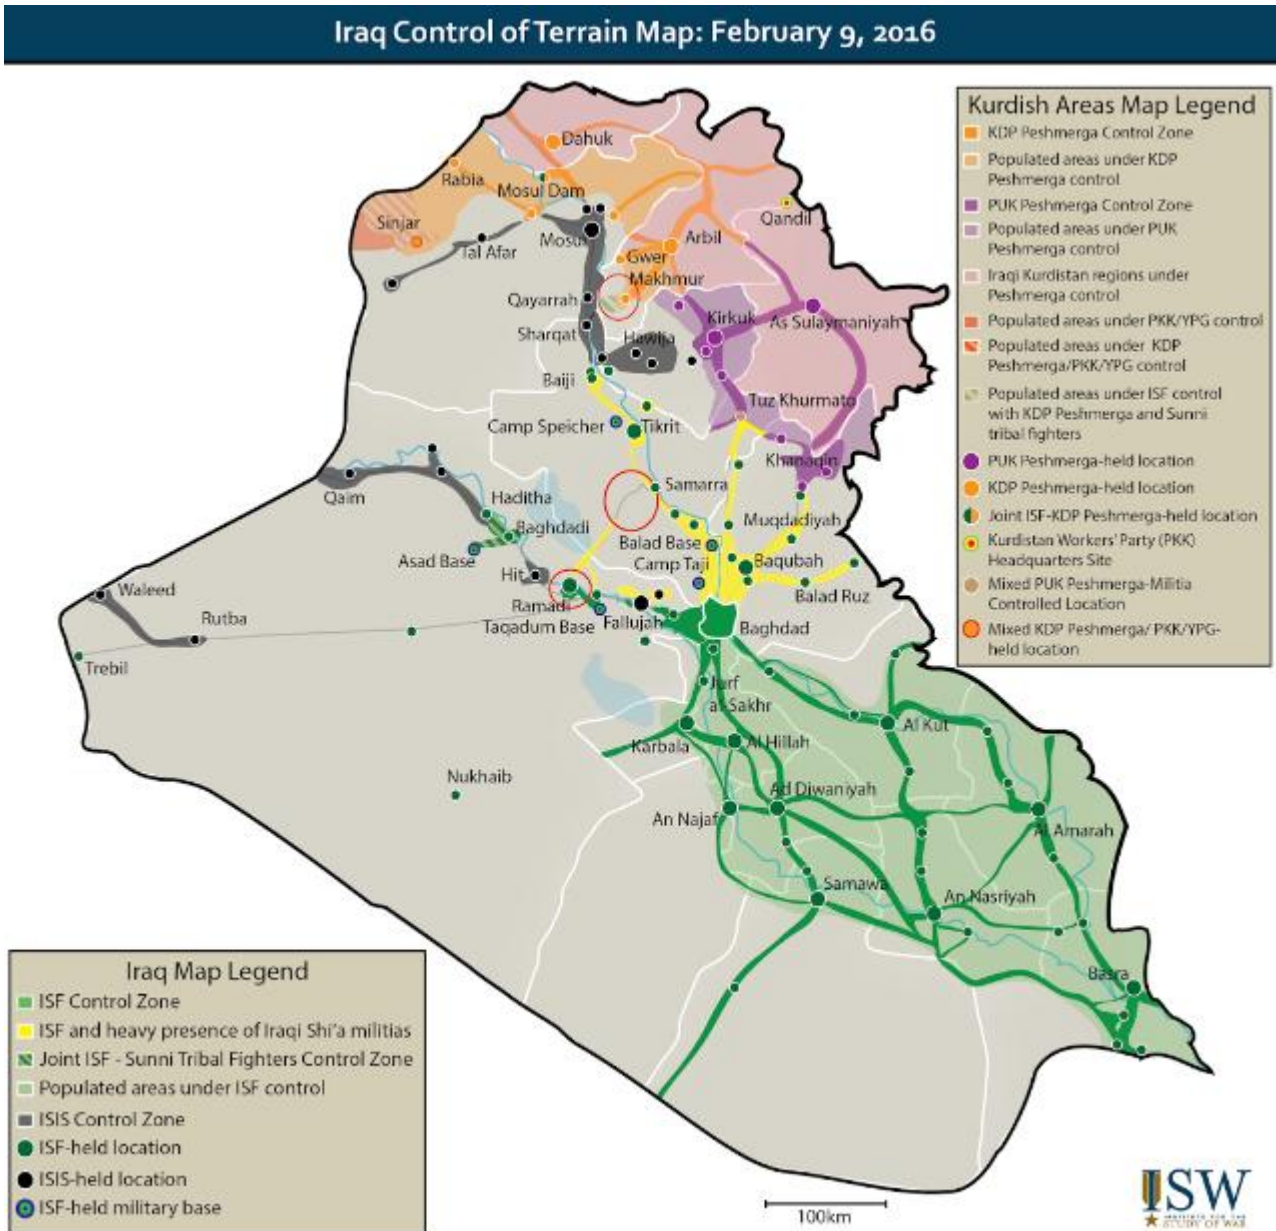 Iraq Control of Terrain Map: February 9, 2016
Kurdish Areas Map Legend
KDP Peshmerga Control Zone
Populated areas under KDP
Peshmerga control
PUK Peshmerga Control Zone
Populated areas under PUK
Peshmerga control
Iraqi Kurdistan regions under
Peshmerga control
Populated areas under PKK/YPG control
Populated areas under KDP
Peshmerga/PKK/YPG control
Populated areas under ISF control
with KDP Peshmerga and Sunni
tribal fighters
PUK Peshmerga-held location
KDP Peshmerga-held location
Joint ISF-KDP Peshmerga-held location
Kurdistan Workers' Party (PKK)
Headquarters Site
Mixed PUK Peshmerga-Militia
Controlled Location
Mixed KDP Peshmerga/ PKK/YPG-
held location
Dahuk
Rabia
Mosul Dam
Sinjar
Qandil
Mosul
Arbil
Tal Afar
Gwer
Makhmur
Qayarrah
Kirkuk
As Sulaymaniyah
Sharqat
Hawija
Baiji
Tuz Khurmato
Camp Speicher
Tikrit
Khanaqin
Qaim
Samarra
Haditha
Muqdadiyah
Baghdadi
Balad Base
Asad Base
Camp Taji
Baqubah
Hit
Waleed
Balad Ruz
Ramadi
Rutba
Taqadum Base
Fallujah
Baghdad
Trebil
Jurf
al-Sakhr
Al Kut
Karbala
Al Hillah
Nukhaib
Ad Diwaniyah
An Najaf
Al Amarah
Samawa
An Nasriyah
Basra
Iraq Map Legend
ISF Control Zone
ISF and heavy presence of Iraqi Shi'a militias
Joint ISF - Sunni Tribal Fighters Control Zone
Populated areas under ISF control
ISIS Control Zone
ISF-held location
ISIS-held location
ISF-held military base
100km
ISW
INSTITUTE FOR THE
STUDY OF WAR